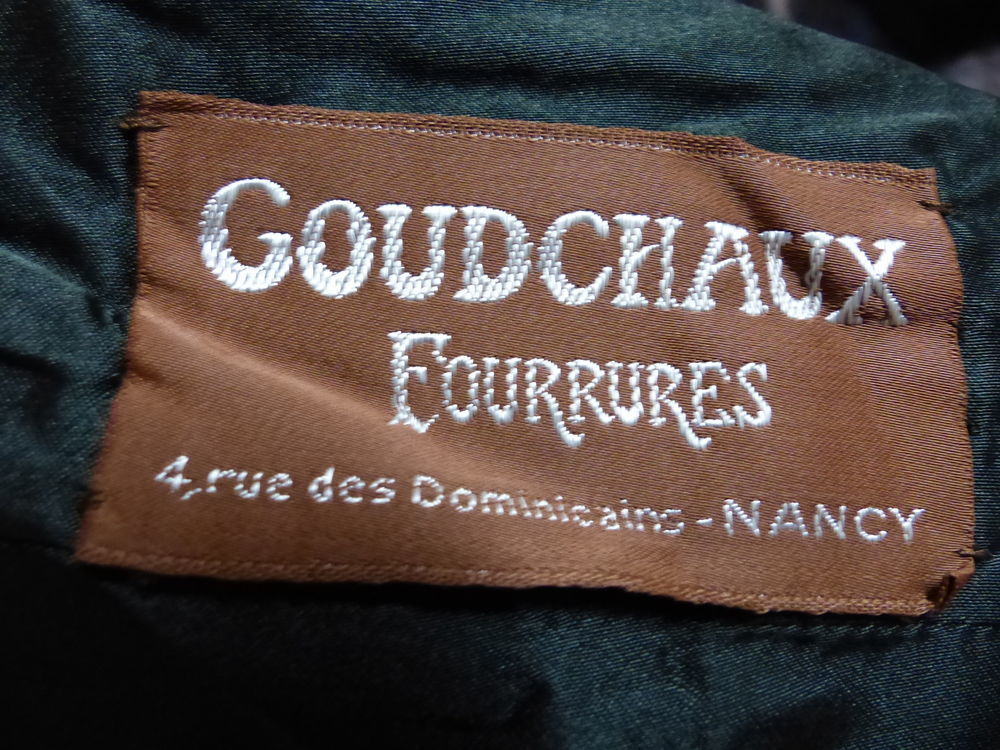 GOUDCHAUX
FOURRURES
4, rue des Dominicains - NANCY